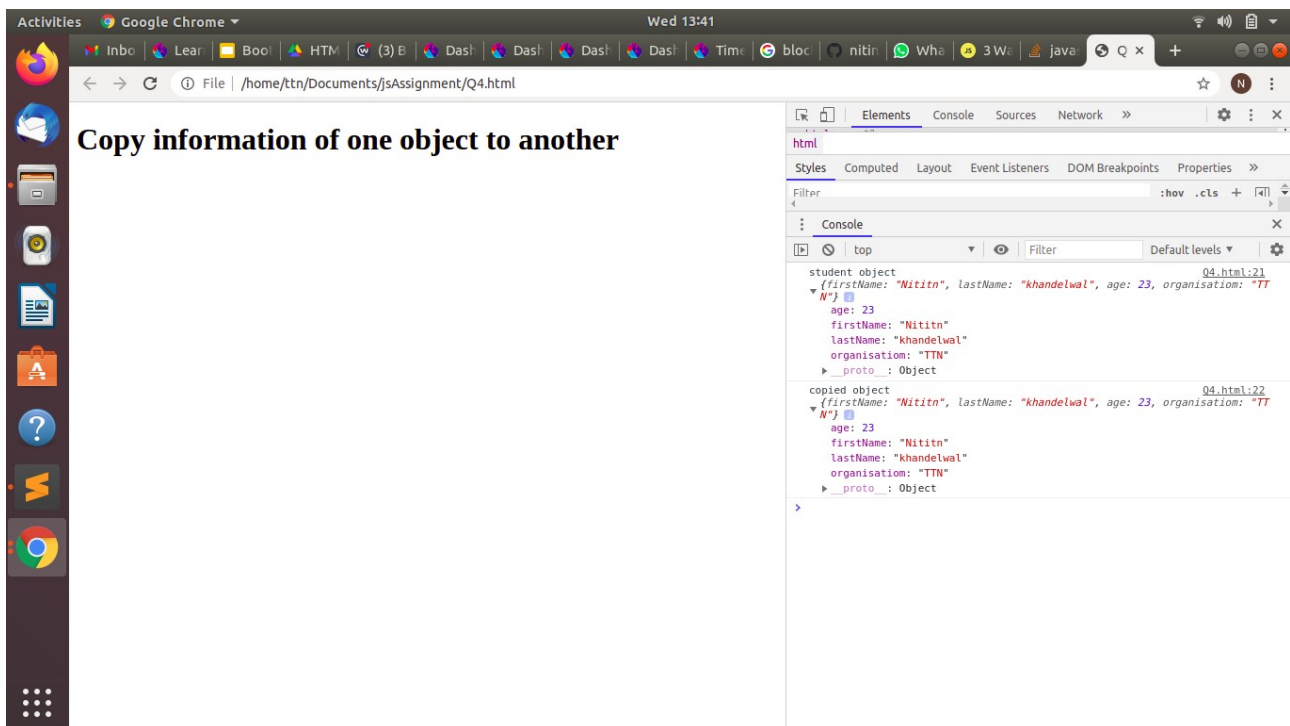 Activities Google Chrome ▾ Wed 13:41
Inbo Lear Boot HTM (3) B Dash Dash Dash Dash Time bloc nitin Wha 3 Wa java Q × +
File | /home/ttn/Documents/jsAssignment/Q4.html N
Copy information of one object to another
Elements Console Sources Network »
html
Styles Computed Layout Event Listeners DOM Breakpoints Properties »
Filter :hov .cls +
Console ×
top ▾ Filter Default levels ▾
student object Q4.html:21
{firstName: "Nititn", lastName: "khandelwal", age: 23, organisatiom: "TT
N"}
age: 23
firstName: "Nititn"
lastName: "khandelwal"
organisatiom: "TTN"
▶ __proto__: Object
copied object Q4.html:22
{firstName: "Nititn", lastName: "khandelwal", age: 23, organisatiom: "TT
N"}
age: 23
firstName: "Nititn"
lastName: "khandelwal"
organisatiom: "TTN"
▶ __proto__: Object
>